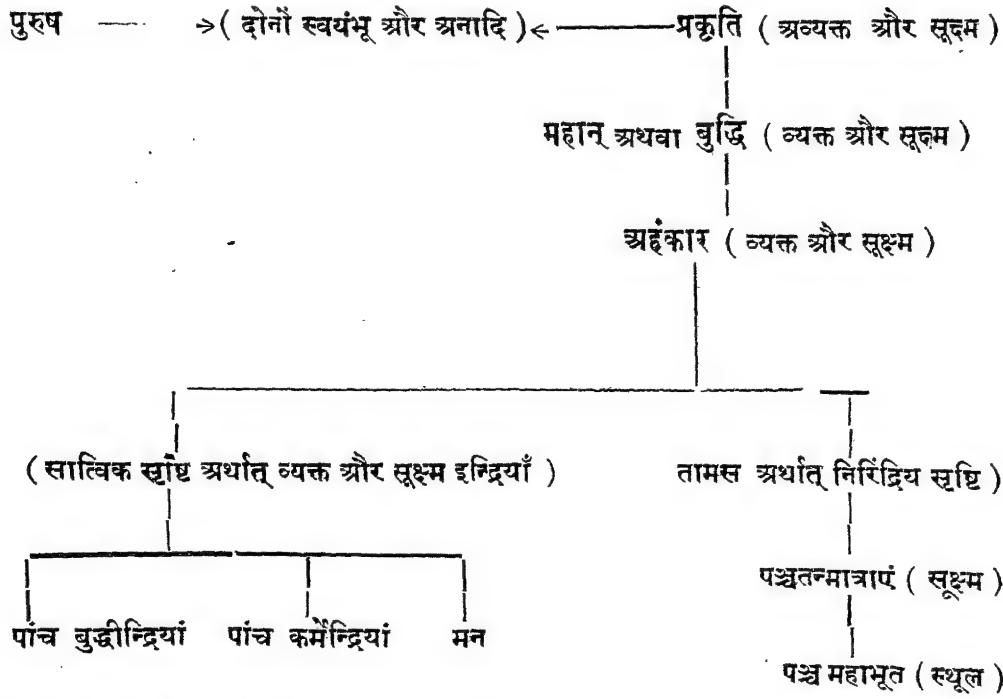 पुरुष —— →( दोनों स्वयंभू और अनादि )← ———प्रकृति ( अव्यक्त और सूक्ष्म )
महान् अथवा बुद्धि ( व्यक्त और सूक्ष्म )
अहंकार ( व्यक्त और सूक्ष्म )
( सात्विक सृष्टि अर्थात् व्यक्त और सूक्ष्म इन्द्रियाँ ) तामस अर्थात् निरिंद्रिय सृष्टि )
पञ्चतन्मात्राएं ( सूक्ष्म )
पांच बुद्धीन्द्रियां पांच कर्मेन्द्रियां मन
पञ्च महाभूत ( स्थूल )